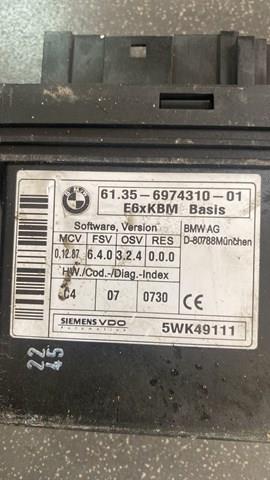 BMW
61.35-6974310-01
E6xKBM Basis
Software, Version
BMW AG
D-80788München
MCV FSV OSV RES
0.12.87 6.4.0 3.2.4 0.0.0
HW./Cod.-/Diag.-Index
C4 07 0730 CE
SIEMENS VDO
Automotive
5WK49111
22
45